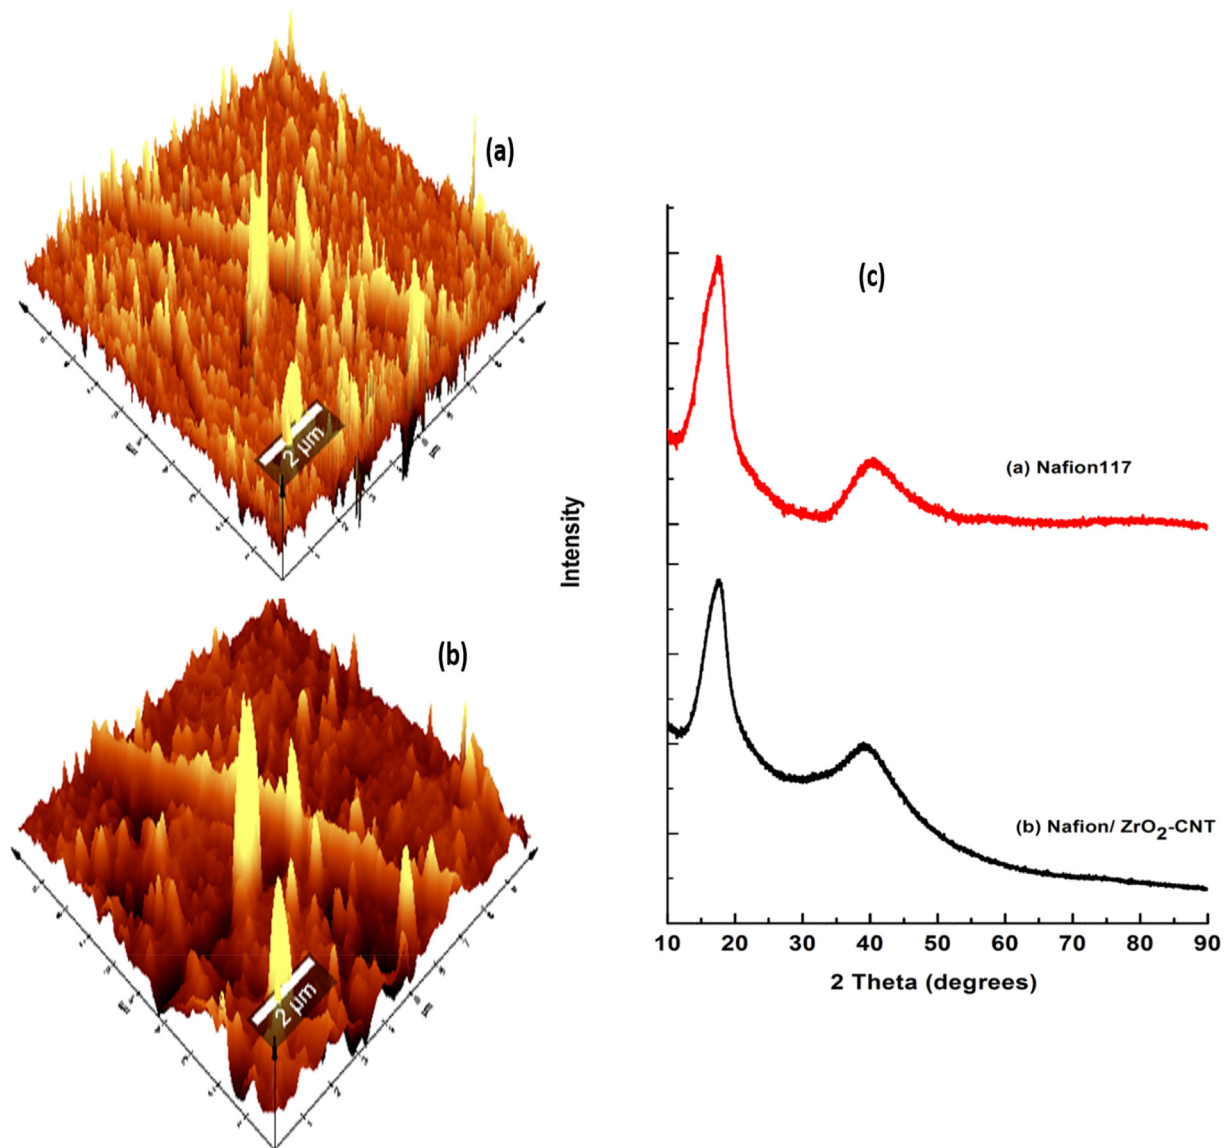 (a)
2 μm
(b)
2 μm
(c)
(a) Nafion117
(b) Nafion/ ZrO2-CNT
Intensity
10 20 30 40 50 60 70 80 90
2 Theta (degrees)